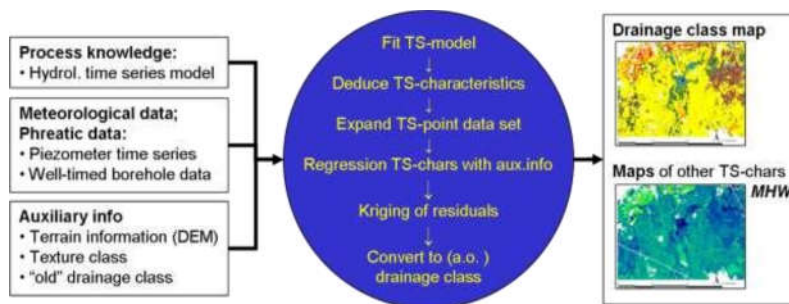 Process knowledge:
• Hydrol. time series model
Meteorological data;
Phreatic data:
• Piezometer time series
• Well-timed borehole data
Auxiliary info
• Terrain information (DEM)
• Texture class
• “old” drainage class
Fit TS-model
↓
Deduce TS-characteristics
↓
Expand TS-point data set
↓
Regression TS-chars with aux.info
↓
Kriging of residuals
↓
Convert to (a.o. )
drainage class
Drainage class map
Maps of other TS-chars
MHW